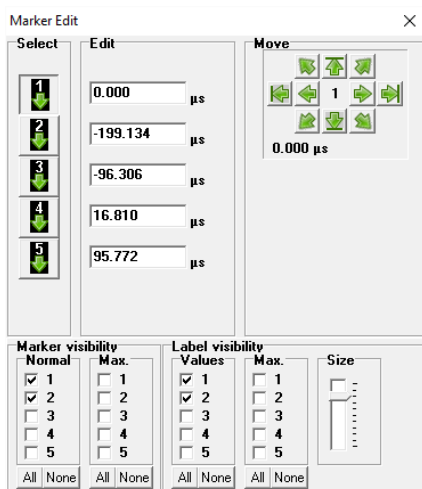 Marker Edit
Select
Edit
Move
1
2
3
4
5
0.000 µs
-199.134 µs
-96.306 µs
16.810 µs
95.772 µs
1
0.000 µs
Marker visibility
Normal
1
2
3
4
5
All None
Max.
1
2
3
4
5
All None
Label visibility
Values
1
2
3
4
5
All None
Max.
1
2
3
4
5
All None
Size